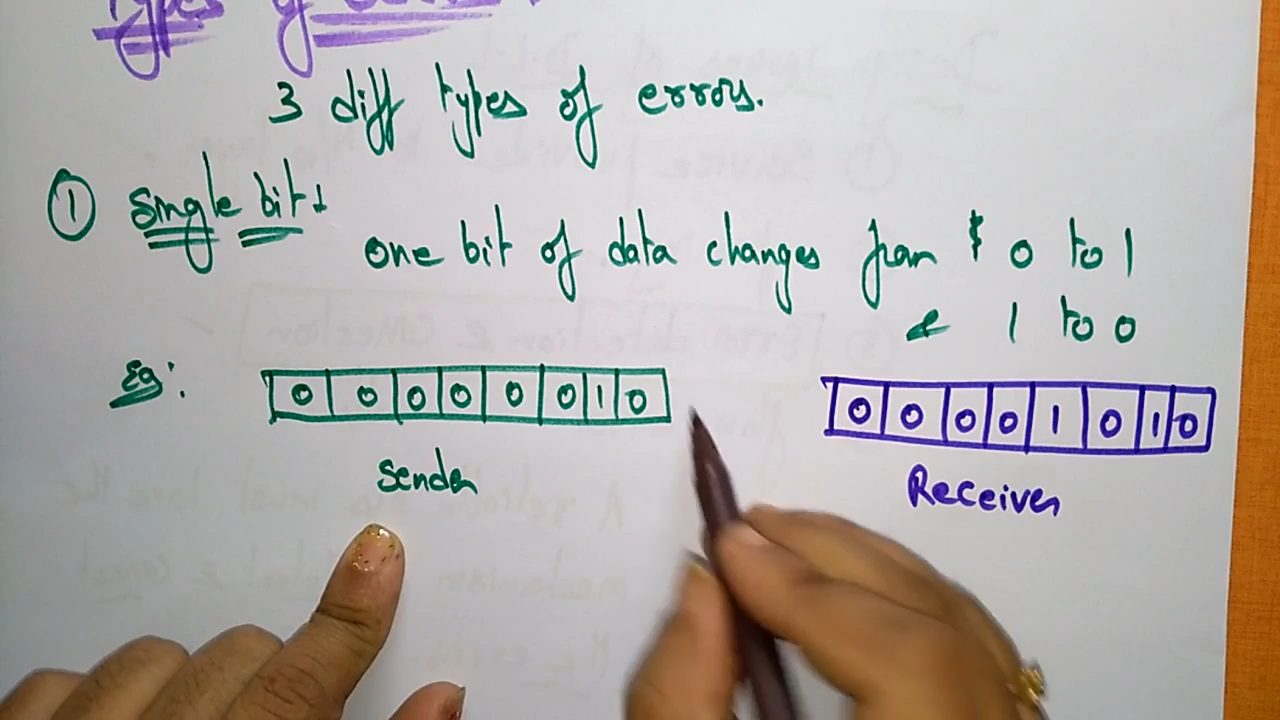 Types of
3 diff types of errors.
① Single bit
one bit of data changes from 0 to 1
& 1 to 0
Eg:
0 0 0 0 0 0 1 0
0 0 0 0 1 0 1 0
Sender
Receiver